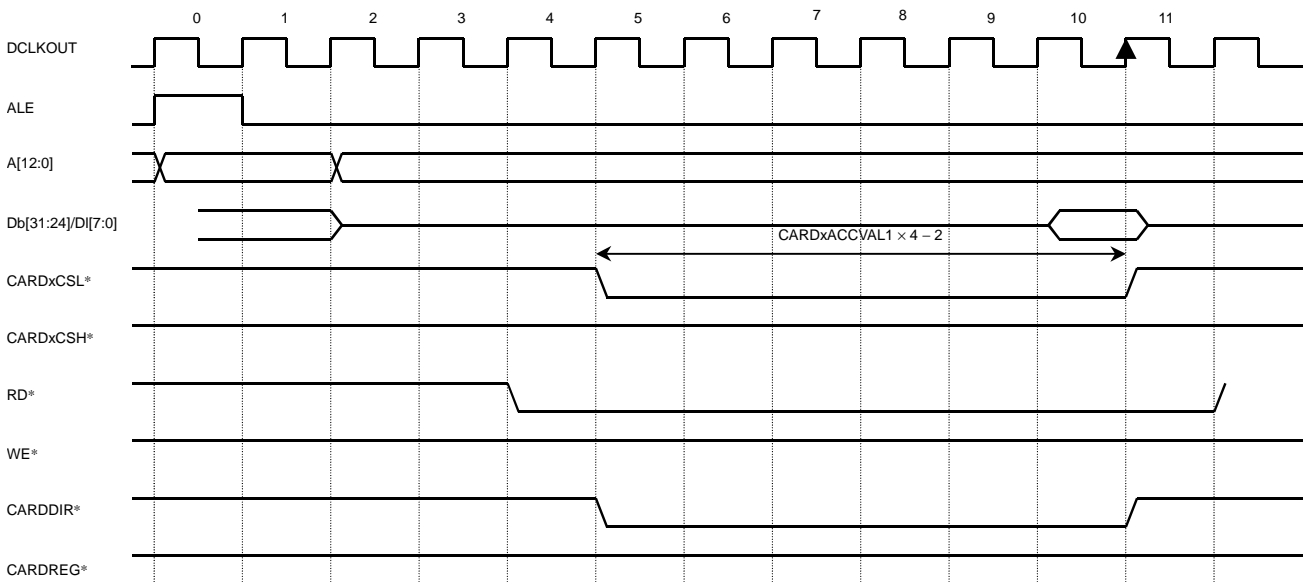 0 1 2 3 4 5 6 7 8 9 10 11
DCLKOUT
ALE
A[12:0]
Db[31:24]/DI[7:0]
CARDxACCVAL1 × 4 − 2
CARDxCSL*
CARDxCSH*
RD*
WE*
CARDDIR*
CARDREG*